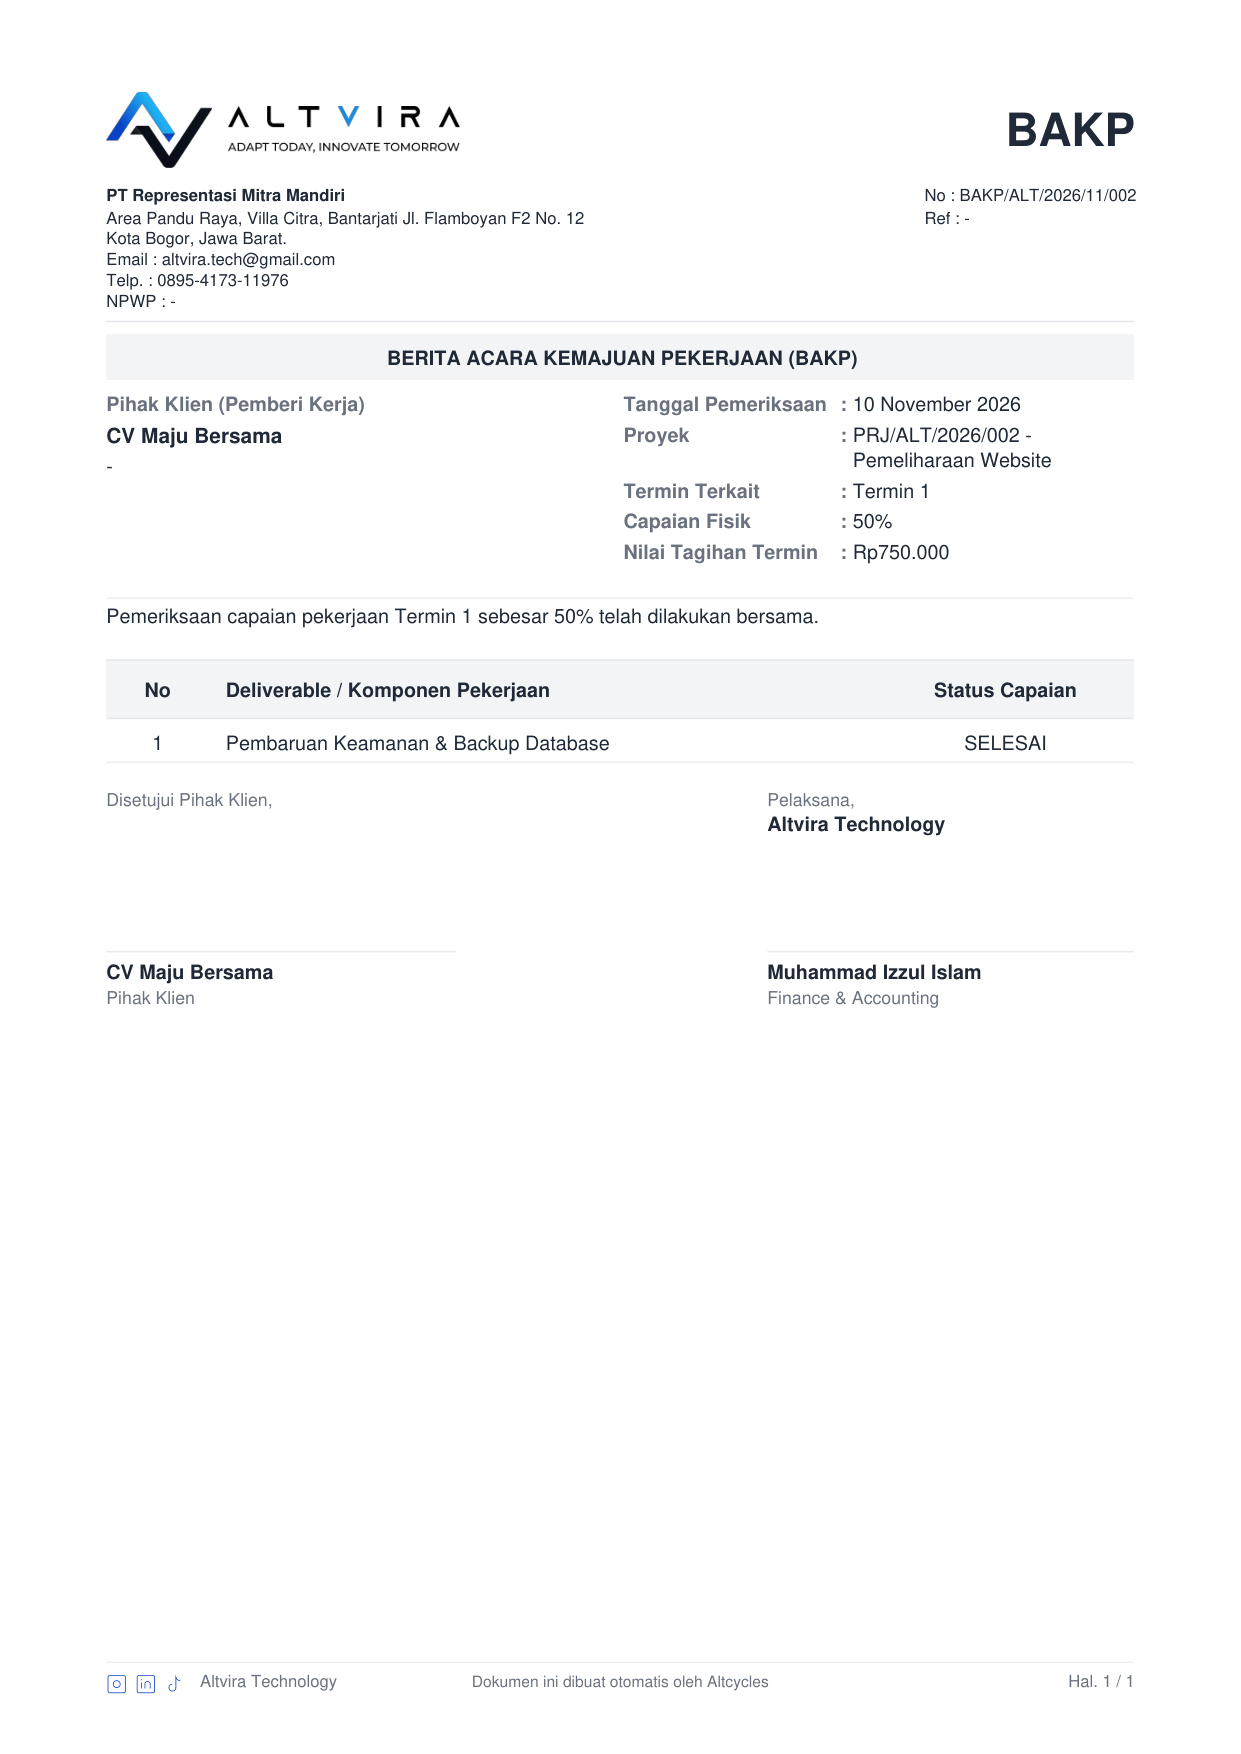 ALTVIRA
ADAPT TODAY, INNOVATE TOMORROW
BAKP
PT Representasi Mitra Mandiri
Area Pandu Raya, Villa Citra, Bantarjati Jl. Flamboyan F2 No. 12
Kota Bogor, Jawa Barat.
Email : altvira.tech@gmail.com
Telp. : 0895-4173-11976
NPWP : -
No : BAKP/ALT/2026/11/002
Ref : -
BERITA ACARA KEMAJUAN PEKERJAAN (BAKP)
Pihak Klien (Pemberi Kerja)
CV Maju Bersama
-
Tanggal Pemeriksaan : 10 November 2026
Proyek : PRJ/ALT/2026/002 -
Pemeliharaan Website
Termin Terkait : Termin 1
Capaian Fisik : 50%
Nilai Tagihan Termin : Rp750.000
Pemeriksaan capaian pekerjaan Termin 1 sebesar 50% telah dilakukan bersama.
No Deliverable / Komponen Pekerjaan Status Capaian
1 Pembaruan Keamanan & Backup Database SELESAI
Disetujui Pihak Klien,
Pelaksana,
Altvira Technology
CV Maju Bersama
Pihak Klien
Muhammad Izzul Islam
Finance & Accounting
Altvira Technology Dokumen ini dibuat otomatis oleh Altcycles Hal. 1 / 1